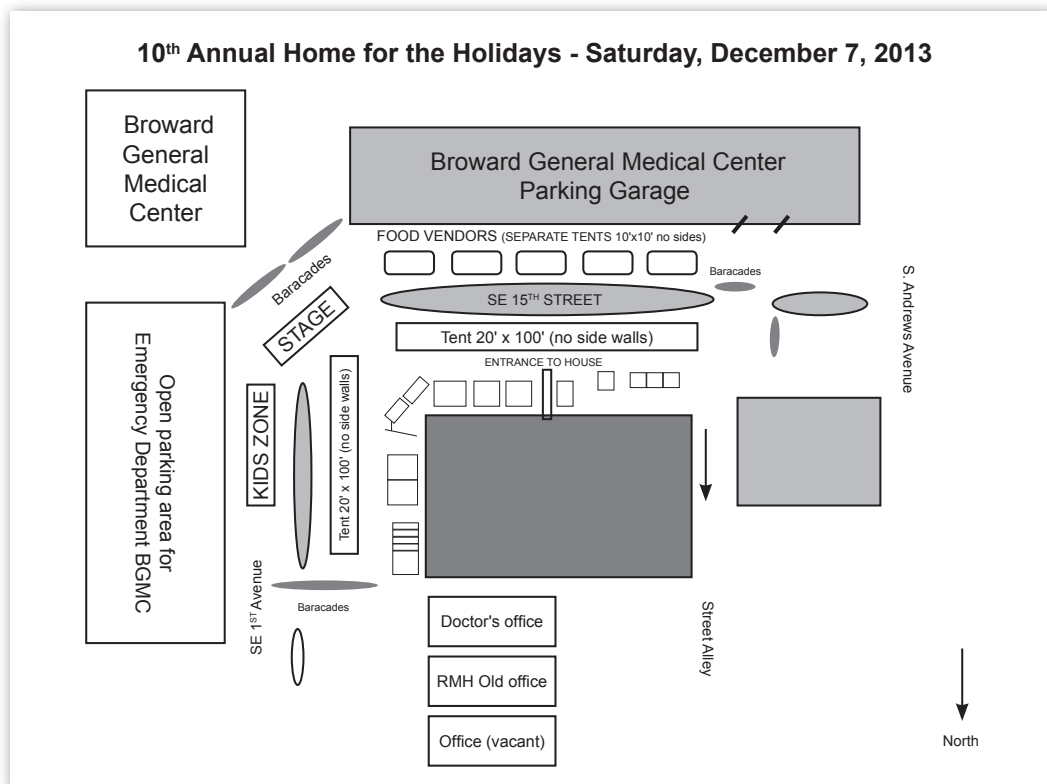 10th Annual Home for the Holidays - Saturday, December 7, 2013
Broward
General
Medical
Center
Broward General Medical Center
Parking Garage
FOOD VENDORS (SEPARATE TENTS 10'x10' no sides)
Baracades
Baracades
SE 15TH STREET
S. Andrews Avenue
STAGE
Tent 20' x 100' (no side walls)
ENTRANCE TO HOUSE
Open parking area for
Emergency Department BGMC
KIDS ZONE
Tent 20' x 100' (no side walls)
SE 1ST Avenue
Baracades
Doctor's office
RMH Old office
Office (vacant)
Street Alley
North